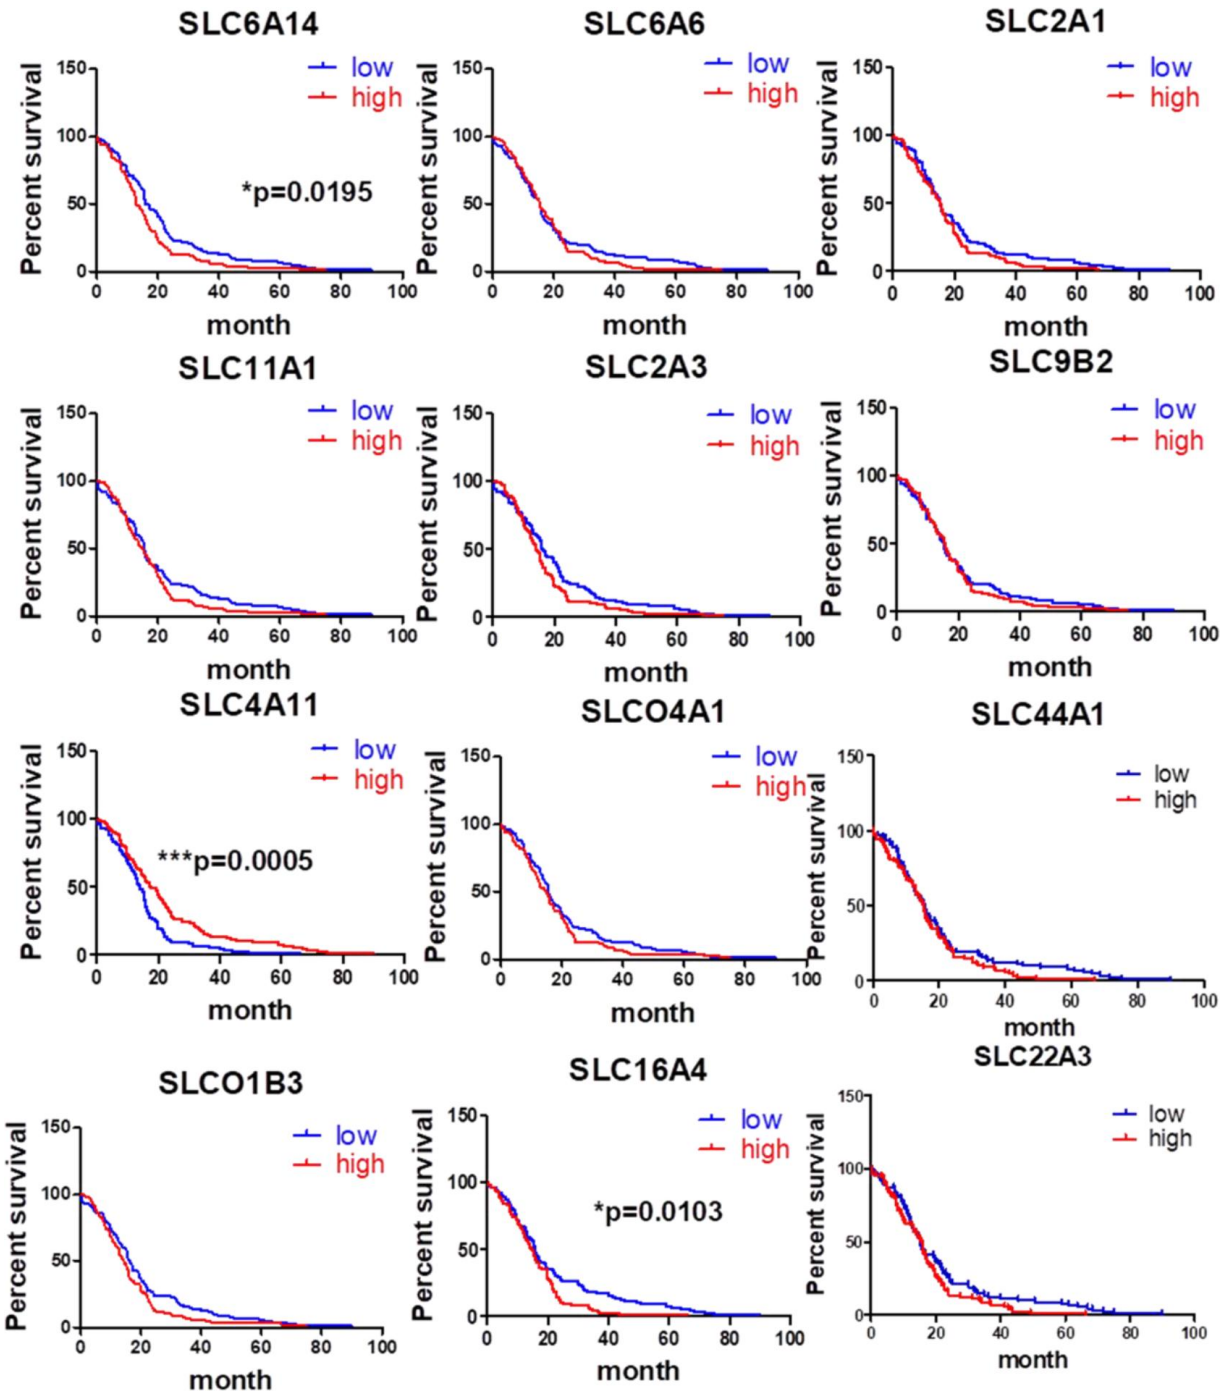 SLC6A14
Percent survival
150
100
50
0
low
high
*p=0.0195
0 20 40 60 80 100
month
SLC6A6
Percent survival
150
100
50
0
low
high
0 20 40 60 80 100
month
SLC2A1
Percent survival
150
100
50
0
low
high
0 20 40 60 80 100
month
SLC11A1
Percent survival
150
100
50
0
low
high
0 20 40 60 80 100
month
SLC2A3
Percent survival
150
100
50
0
low
high
0 20 40 60 80 100
month
SLC9B2
Percent survival
150
100
50
0
low
high
0 20 40 60 80 100
month
SLC4A11
Percent survival
150
100
50
0
low
high
***p=0.0005
0 20 40 60 80 100
month
SLCO4A1
Percent survival
150
100
50
0
low
high
0 20 40 60 80 100
month
SLC44A1
Percent survival
150
100
50
0
low
high
0 20 40 60 80 100
month
SLCO1B3
Percent survival
150
100
50
0
low
high
0 20 40 60 80 100
month
SLC16A4
Percent survival
150
100
50
0
low
high
*p=0.0103
0 20 40 60 80 100
month
SLC22A3
Percent survival
150
100
50
0
low
high
0 20 40 60 80 100
month